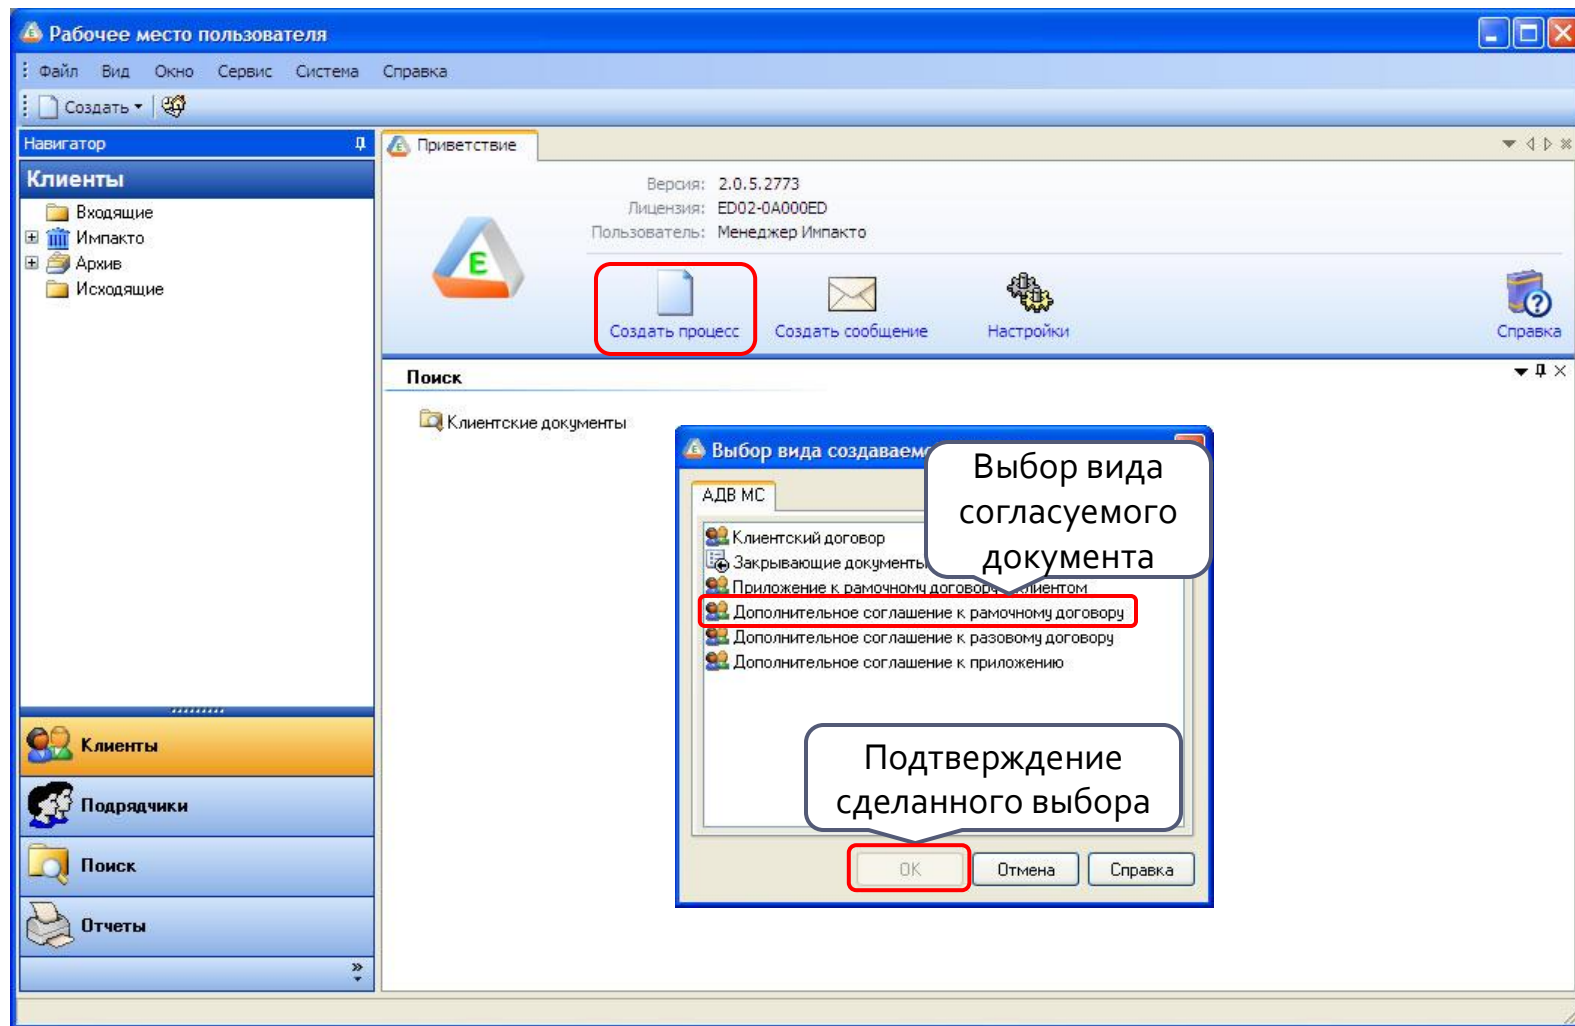 Рабочее место пользователя
Файл Вид Окно Сервис Система Справка
Создать
Навигатор
Приветствие
Клиенты
Входящие
Импакто
Архив
Исходящие
Версия: 2.0.5.2773
Лицензия: ED02-0A000ED
Пользователь: Менеджер Импакто
E
Создать процесс
Создать сообщение
Настройки
Справка
Поиск
Клиентские документы
Выбор вида создаваем
АДВ МС
Клиентский договор
Закрывающие документы
Приложение к рамочному договору клиентом
Дополнительное соглашение к рамочному договору
Дополнительное соглашение к разовому договору
Дополнительное соглашение к приложению
Выбор вида
согласуемого
документа
Подтверждение
сделанного выбора
OK Отмена Справка
Клиенты
Подрядчики
Поиск
Отчеты